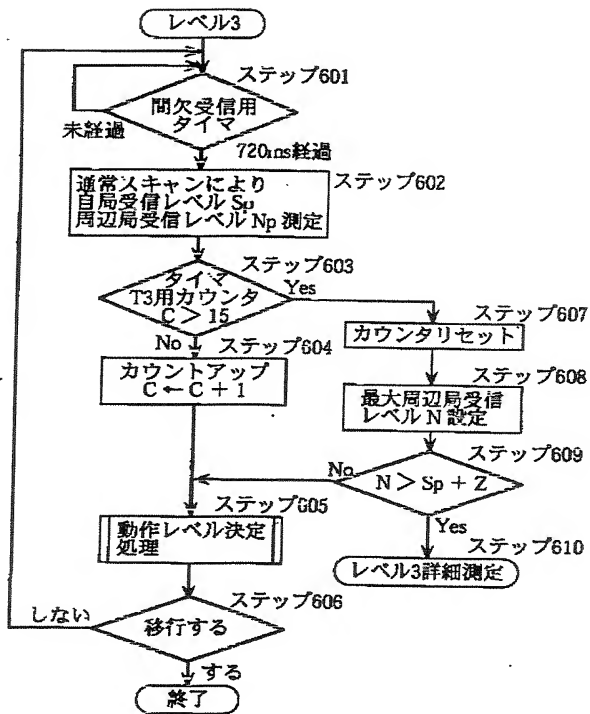 レベル3
ステップ601
間欠受信用
タイマ
未経過
720ms経過
通常スキャンにより
自局受信レベル Sp
周辺局受信レベル Np 測定
ステップ602
ステップ603
タイマ
T3用カウンタ
C > 15
Yes
No
ステップ604
カウントアップ
C ← C + 1
ステップ607
カウンタリセット
ステップ608
最大周辺局受信
レベル N 設定
ステップ609
N > Sp + Z
No
Yes
ステップ605
動作レベル決定
処理
ステップ610
レベル3詳細測定
ステップ606
移行する
しない
する
終了